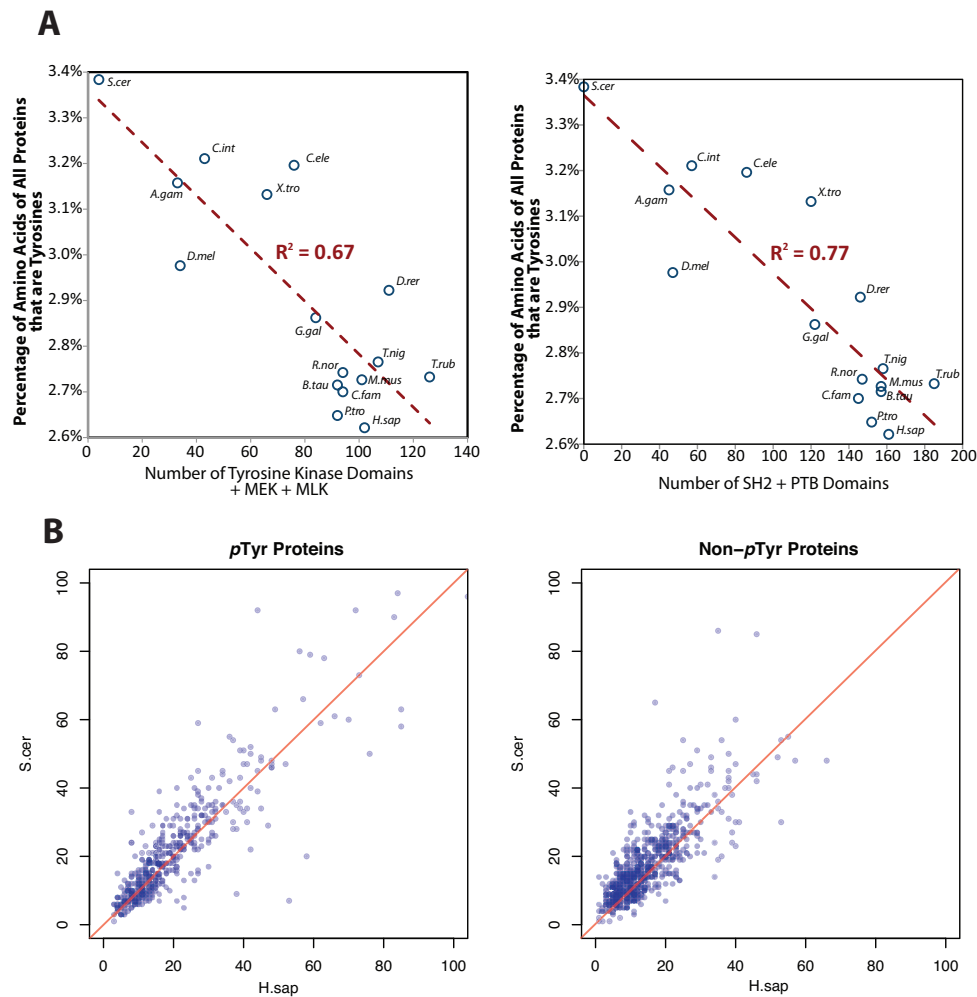 A
Percentage of Amino Acids of All Proteins
that are Tyrosines
3.4%
3.3%
3.2%
3.1%
3.0%
2.9%
2.8%
2.7%
2.6%
S.cer
C.int
C.ele
A.gam
X.tro
D.mel
R² = 0.67
D.rer
G.gal
T.nig
R.nor
T.rub
B.tau
M.mus
C.fam
P.tro
H.sap
0 20 40 60 80 100 120 140
Number of Tyrosine Kinase Domains
+ MEK + MLK
Percentage of Amino Acids of All Proteins
that are Tyrosines
3.4%
3.3%
3.2%
3.1%
3.0%
2.9%
2.8%
2.7%
2.6%
S.cer
C.int
C.ele
A.gam
X.tro
D.mel
R² = 0.77
D.rer
G.gal
T.nig
R.nor
M.mus
T.rub
C.fam
B.tau
P.tro
H.sap
0 20 40 60 80 100 120 140 160 180 200
Number of SH2 + PTB Domains
B
pTyr Proteins
S.cer
100
80
60
40
20
0
0 20 40 60 80 100
H.sap
Non−pTyr Proteins
S.cer
100
80
60
40
20
0
0 20 40 60 80 100
H.sap